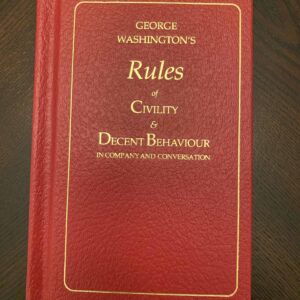 GEORGE
WASHINGTON'S
Rules
of
CIVILITY
&
DECENT BEHAVIOUR
IN COMPANY AND CONVERSATION